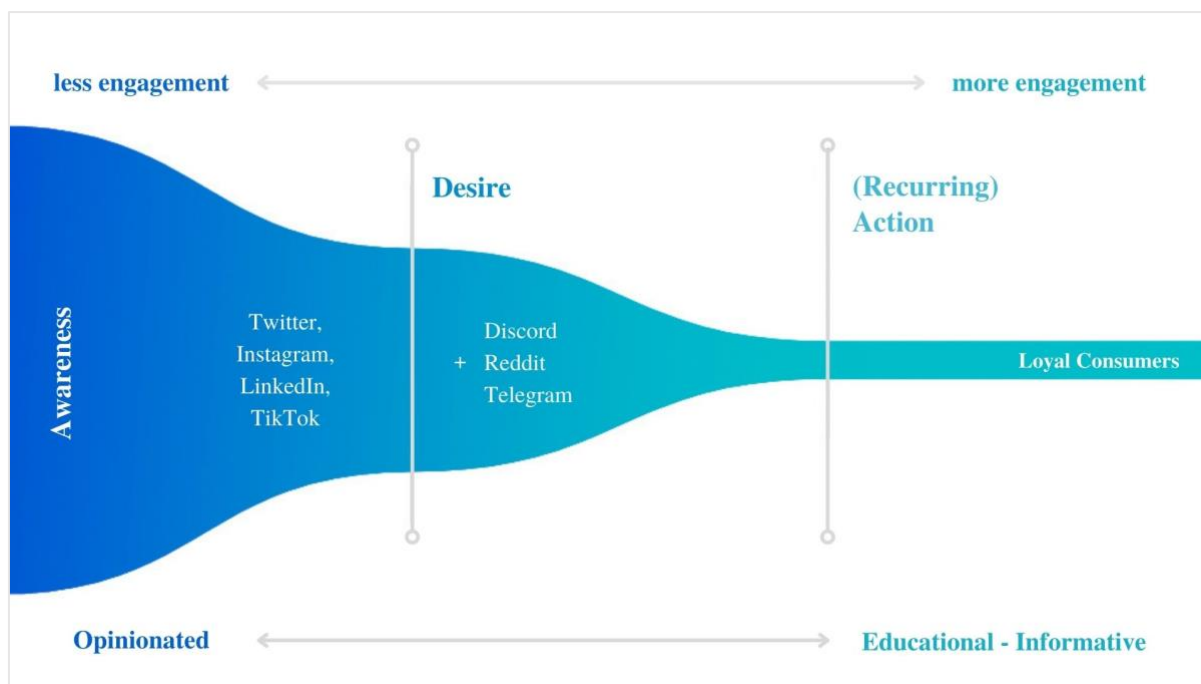 less engagement
more engagement
Desire
(Recurring)
Action
Awareness
Twitter,
Instagram,
LinkedIn,
TikTok
+
Discord
Reddit
Telegram
Loyal Consumers
Opinionated
Educational - Informative